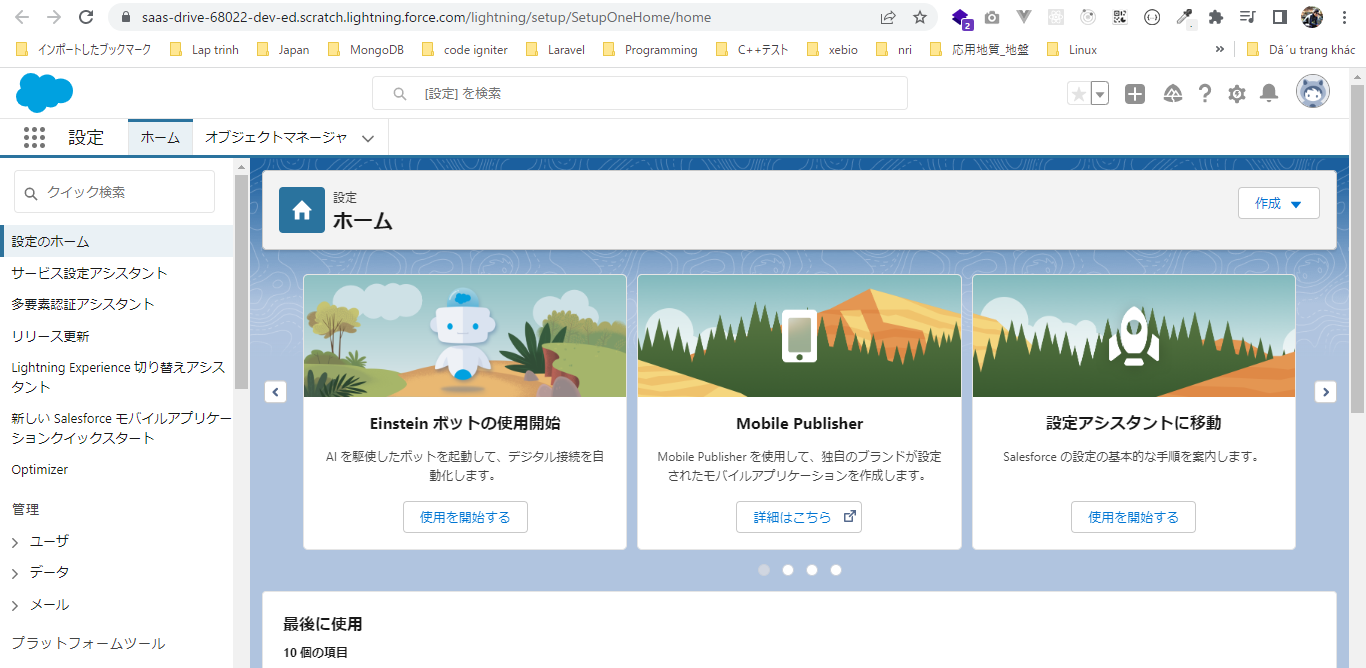 saas-drive-68022-dev-ed.scratch.lightning.force.com/lightning/setup/SetupOneHome/home
2
インポートしたブックマーク Lap trinh Japan MongoDB code igniter Laravel Programming C++テスト xebio nri 応用地質_地盤 Linux » Dấu trang khác
[設定] を検索
設定 ホーム オブジェクトマネージャ
クイック検索
設定のホーム
サービス設定アシスタント
多要素認証アシスタント
リリース更新
Lightning Experience 切り替えアシス
タント
新しい Salesforce モバイルアプリケー
ションクイックスタート
Optimizer
管理
ユーザ
データ
メール
プラットフォームツール
設定
ホーム
作成
Einstein ボットの使用開始
AI を駆使したボットを起動して、デジタル接続を自
動化します。
使用を開始する
Mobile Publisher
Mobile Publisher を使用して、独自のブランドが設定
されたモバイルアプリケーションを作成します。
詳細はこちら
設定アシスタントに移動
Salesforce の設定の基本的な手順を案内します。
使用を開始する
最後に使用
10 個の項目